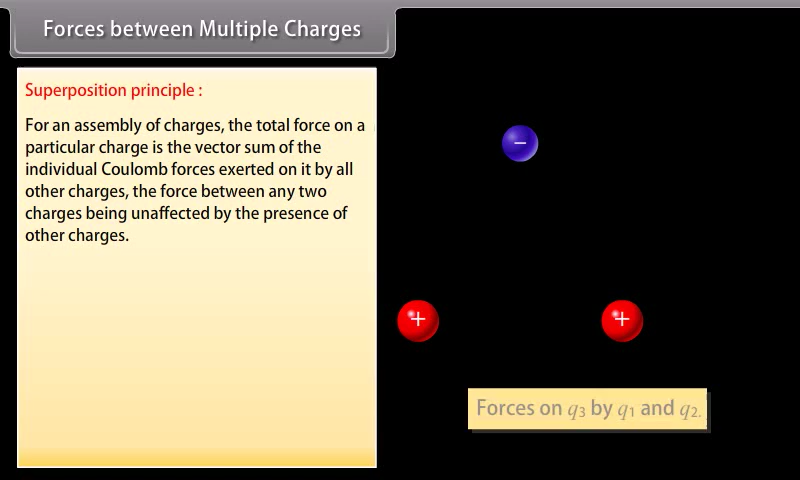 Forces between Multiple Charges
Superposition principle :
For an assembly of charges, the total force on a
particular charge is the vector sum of the
individual Coulomb forces exerted on it by all
other charges, the force between any two
charges being unaffected by the presence of
other charges.
−
+ +
Forces on q₃ by q₁ and q₂.